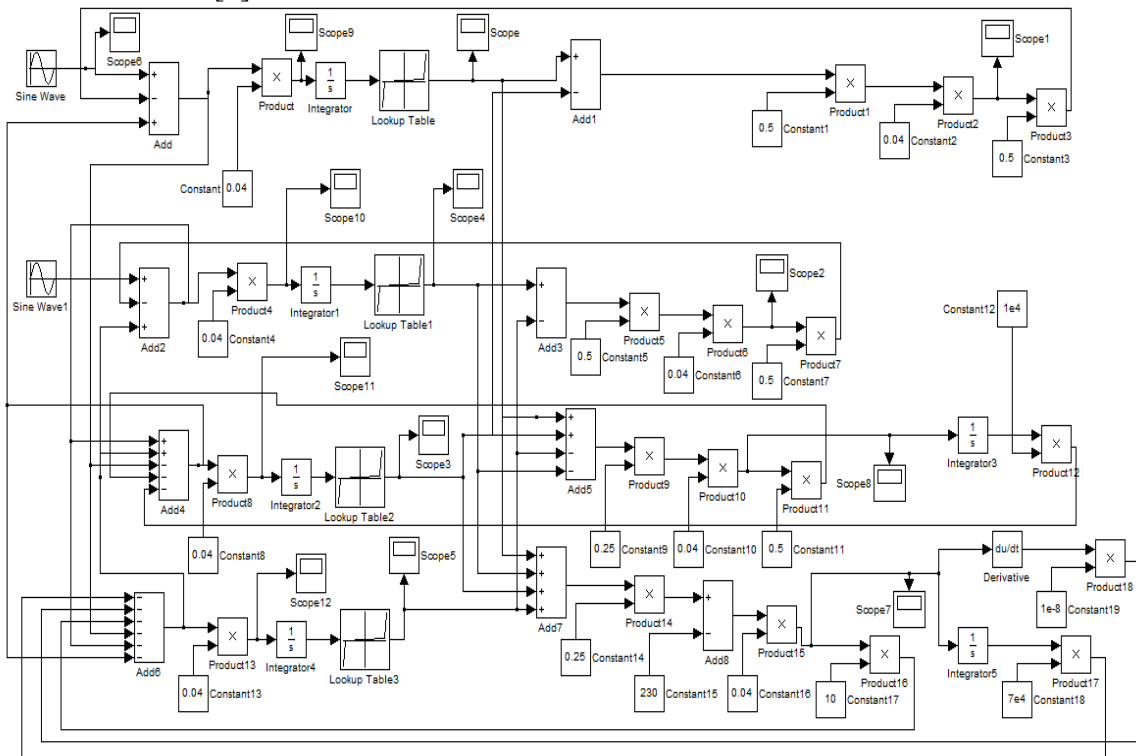 Scope6
Sine Wave
+
−
+
Add
Constant
0.04
Scope9
×
Product
1
s
Integrator
Lookup Table
Scope
+
−
Add1
0.5
Constant1
×
Product1
0.04
Constant2
×
Product2
Scope1
0.5
Constant3
×
Product3
Sine Wave1
+
−
+
Add2
0.04
Constant4
×
Product4
Scope10
1
s
Integrator1
Lookup Table1
Scope4
+
−
Add3
0.5
Constant5
×
Product5
0.04
Constant6
×
Product6
Scope2
0.5
Constant7
×
Product7
Constant12
1e4
Scope11
+
+
−
−
−
Add4
0.04
Constant8
×
Product8
1
s
Integrator2
Lookup Table2
Scope3
+
+
−
−
Add5
0.25
Constant9
×
Product9
0.04
Constant10
×
Product10
0.5
Constant11
×
Product11
Scope8
1
s
Integrator3
×
Product12
−
−
−
−
−
−
Add6
0.04
Constant13
×
Product13
Scope12
1
s
Integrator4
Lookup Table3
Scope5
+
+
+
+
Add7
0.25
Constant14
×
Product14
+
−
Add8
230
Constant15
0.04
Constant16
×
Product15
Scope7
10
Constant17
×
Product16
du/dt
Derivative
1e-8
Constant19
×
Product18
1
s
Integrator5
7e4
Constant18
×
Product17